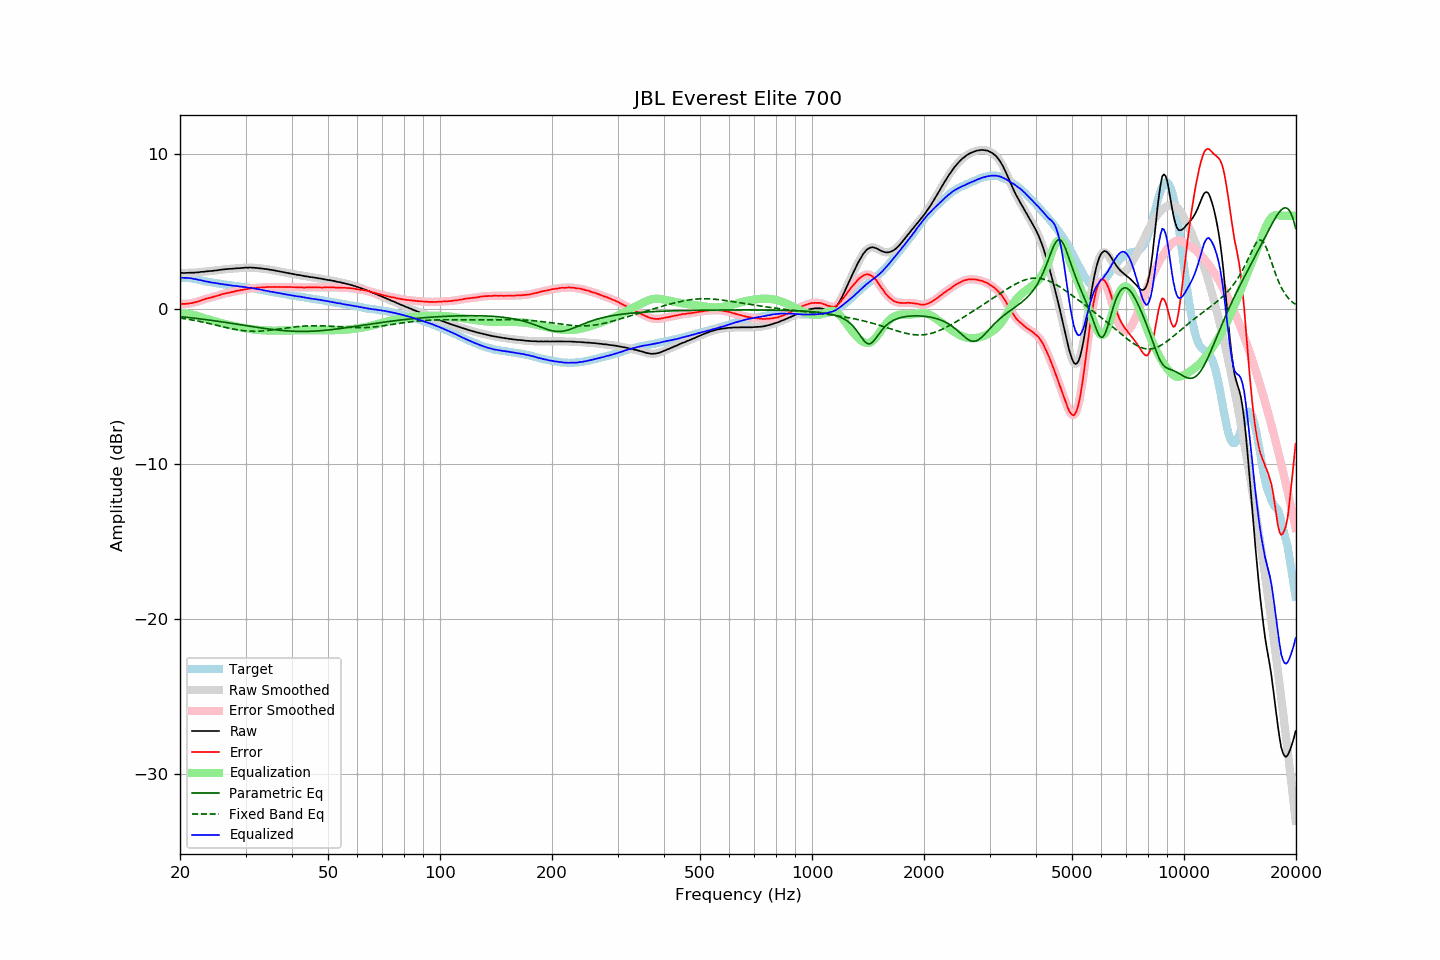 JBL Everest Elite 700
10
0
−10
−20
−30
Amplitude (dBr)
Target
Raw Smoothed
Error Smoothed
Raw
Error
Equalization
Parametric Eq
Fixed Band Eq
Equalized
20 50 100 200 500 1000 2000 5000 10000 20000
Frequency (Hz)